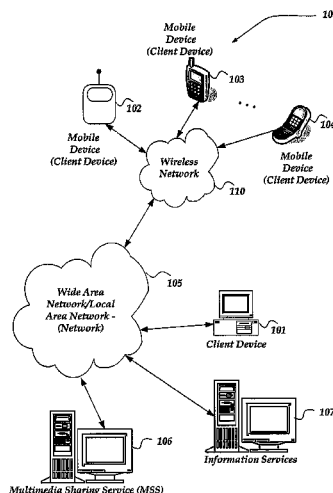 10
Mobile
Device
(Client Device)
103
102
. . .
104
Mobile
Device
(Client Device)
Wireless
Network
110
Mobile
Device
(Client Device)
Wide Area
Network/Local
Area Network -
(Network)
105
101
Client Device
106
107
Multimedia Sharing Service (MSS)
Information Services